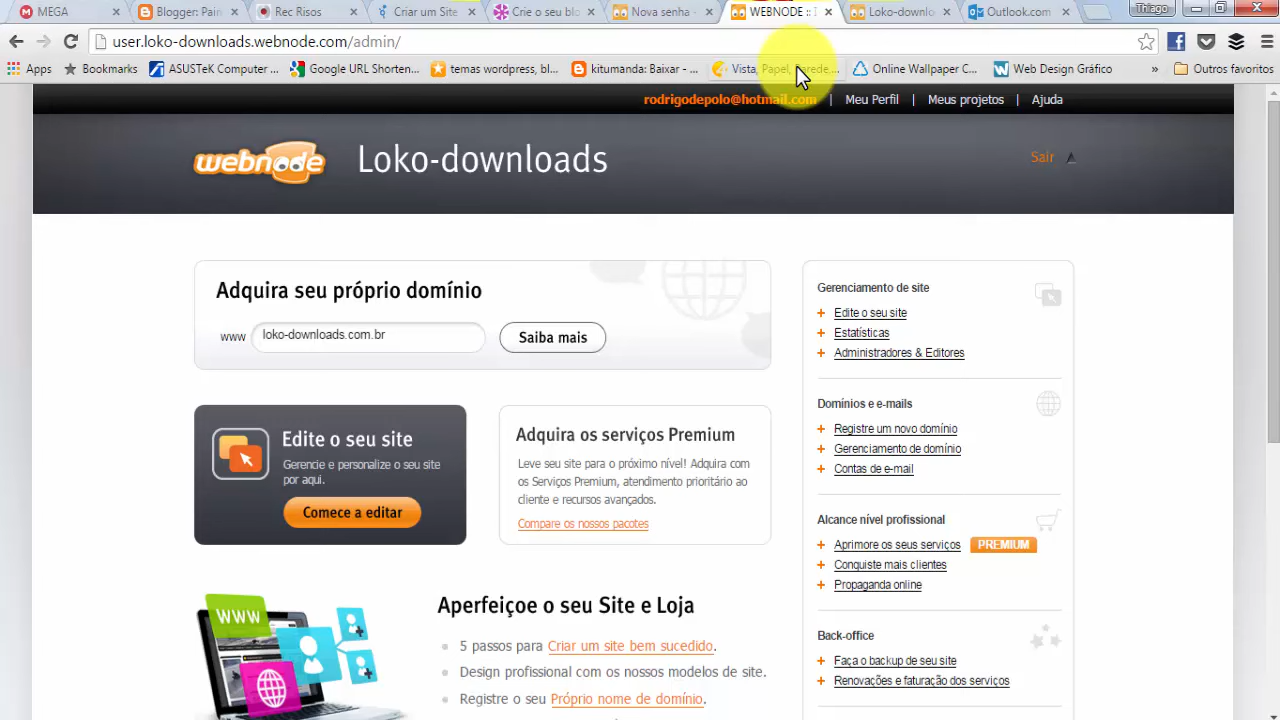 MEGA
Blogger: Pain
Rec Risos
Criar um Site
Crie o seu blo
Nova senha -
WEBNODE ::
Loko-downlo
Outlook.com
Thiago
user.loko-downloads.webnode.com/admin/
Apps
Bookmarks
ASUSTeK Computer ...
Google URL Shorten...
temas wordpress, bl...
kitumanda: Baixar - ...
Vista, Papel, Parede...
Online Wallpaper C...
Web Design Gráfico
»
Outros favoritos
rodrigodepolo@hotmail.com | Meu Perfil | Meus projetos | Ajuda
webnode
Loko-downloads
Sair
Adquira seu próprio domínio
www loko-downloads.com.br Saiba mais
Edite o seu site
Gerencie e personalize o seu site
por aqui.
Comece a editar
Adquira os serviços Premium
Leve seu site para o próximo nível! Adquira com
os Serviços Premium, atendimento prioritário ao
cliente e recursos avançados.
Compare os nossos pacotes
WWW
Aperfeiçoe o seu Site e Loja
5 passos para Criar um site bem sucedido.
Design profissional com os nossos modelos de site.
Registre o seu Próprio nome de domínio.
Gerenciamento de site
+ Edite o seu site
+ Estatísticas
+ Administradores & Editores
Domínios e e-mails
+ Registre um novo domínio
+ Gerenciamento de domínio
+ Contas de e-mail
Alcance nível profissional
+ Aprimore os seus serviços PREMIUM
+ Conquiste mais clientes
+ Propaganda online
Back-office
+ Faça o backup de seu site
+ Renovações e faturação dos serviços